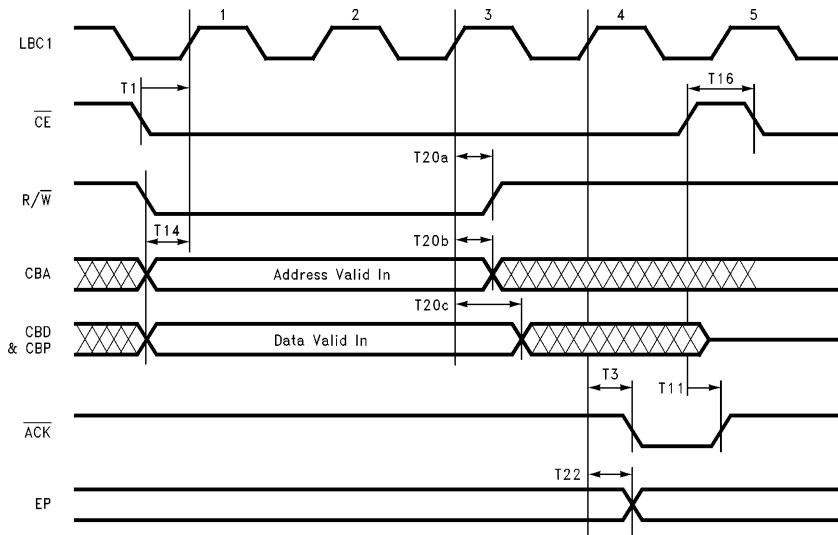 1 2 3 4 5
LBC1
T1 T16
CE
T20a
R/W
T14 T20b
CBA Address Valid In
T20c
CBD
& CBP Data Valid In
T3 T11
ACK
T22
EP